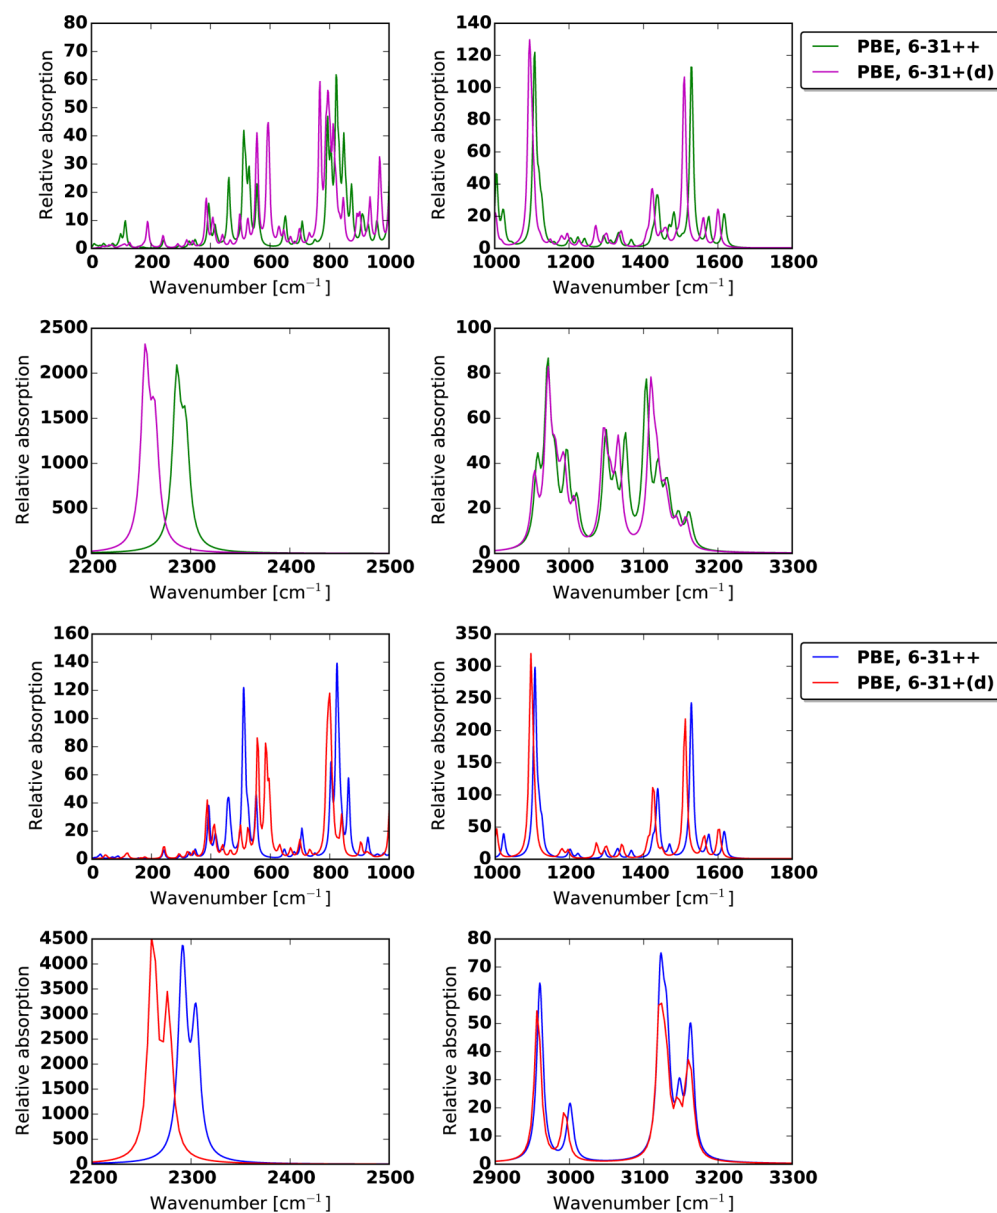 80
70
60
50
40
30
20
10
0
Relative absorption
0 200 400 600 800 1000
Wavenumber [cm⁻¹]
140
120
100
80
60
40
20
0
Relative absorption
1000 1200 1400 1600 1800
Wavenumber [cm⁻¹]
PBE, 6-31++
PBE, 6-31+(d)
2500
2000
1500
1000
500
0
Relative absorption
2200 2300 2400 2500
Wavenumber [cm⁻¹]
100
80
60
40
20
0
Relative absorption
2900 3000 3100 3200 3300
Wavenumber [cm⁻¹]
160
140
120
100
80
60
40
20
0
Relative absorption
0 200 400 600 800 1000
Wavenumber [cm⁻¹]
350
300
250
200
150
100
50
0
Relative absorption
1000 1200 1400 1600 1800
Wavenumber [cm⁻¹]
PBE, 6-31++
PBE, 6-31+(d)
4500
4000
3500
3000
2500
2000
1500
1000
500
0
Relative absorption
2200 2300 2400 2500
Wavenumber [cm⁻¹]
80
70
60
50
40
30
20
10
0
Relative absorption
2900 3000 3100 3200 3300
Wavenumber [cm⁻¹]